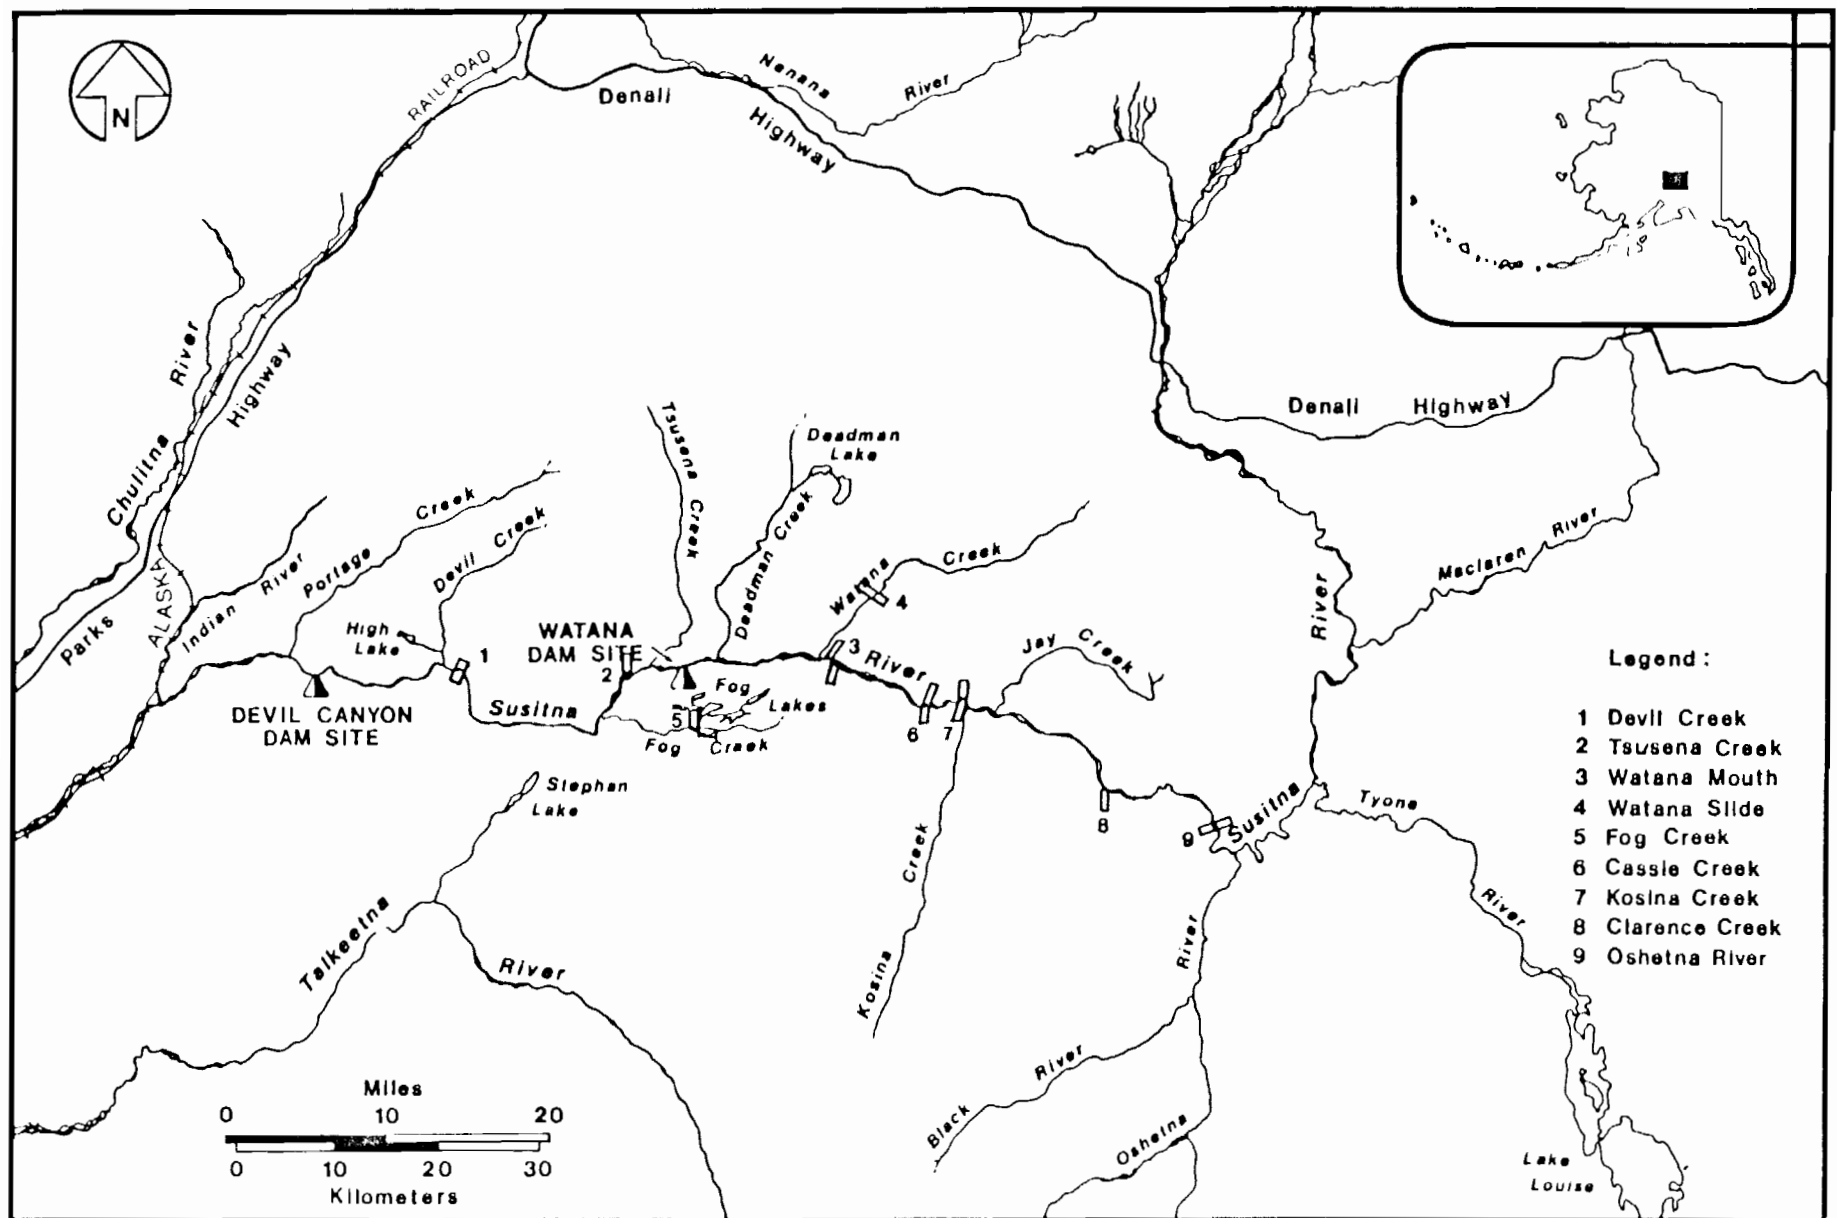 N
RAILROAD
Denali
Highway
Nenana
River
Chulitna
River
Highway
Parks
ALASKA
Indian River
Portage Creek
Devil Creek
High
Lake
Tsusena Creek
Deadman
Lake
Deadman Creek
Watana Creek
4
WATANA
DAM SITE
1
2
3
River
Jay Creek
DEVIL CANYON
DAM SITE
Susitna
Fog
Lakes
5
Fog Creek
6
7
8
9
Susitna
River
Denali Highway
Maclaren River
Tyone
River
Stephan
Lake
Talkeetna
River
Kosina
Creek
River
Black
River
Oshetna
Lake
Louise
Miles
0 10 20
0 10 20 30
Kilometers
Legend :
1 Devil Creek
2 Tsusena Creek
3 Watana Mouth
4 Watana Slide
5 Fog Creek
6 Cassie Creek
7 Kosina Creek
8 Clarence Creek
9 Oshetna River